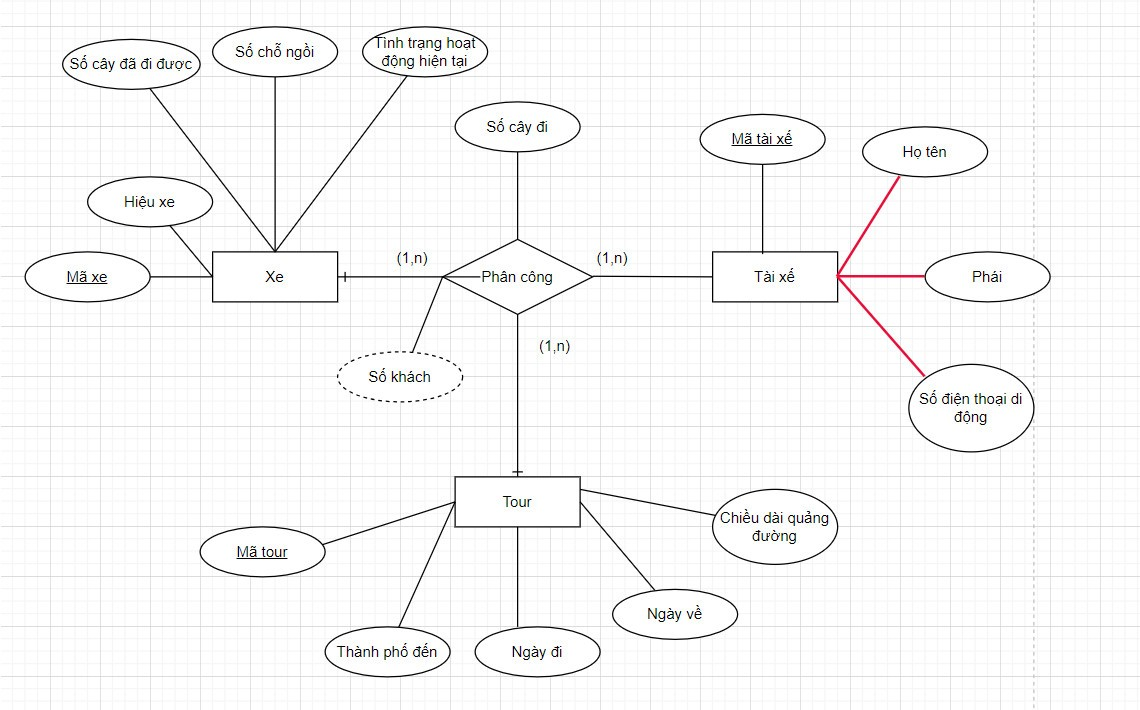 Số cây đã đi được
Số chỗ ngồi
Tình trạng hoạt
động hiện tại
Số cây đi
Mã tài xế
Họ tên
Hiệu xe
Mã xe
Xe
(1,n)
Phân công
(1,n)
Tài xế
Phái
(1,n)
Số khách
Số điện thoại di
động
Tour
Chiều dài quảng
đường
Mã tour
Ngày về
Thành phố đến
Ngày đi